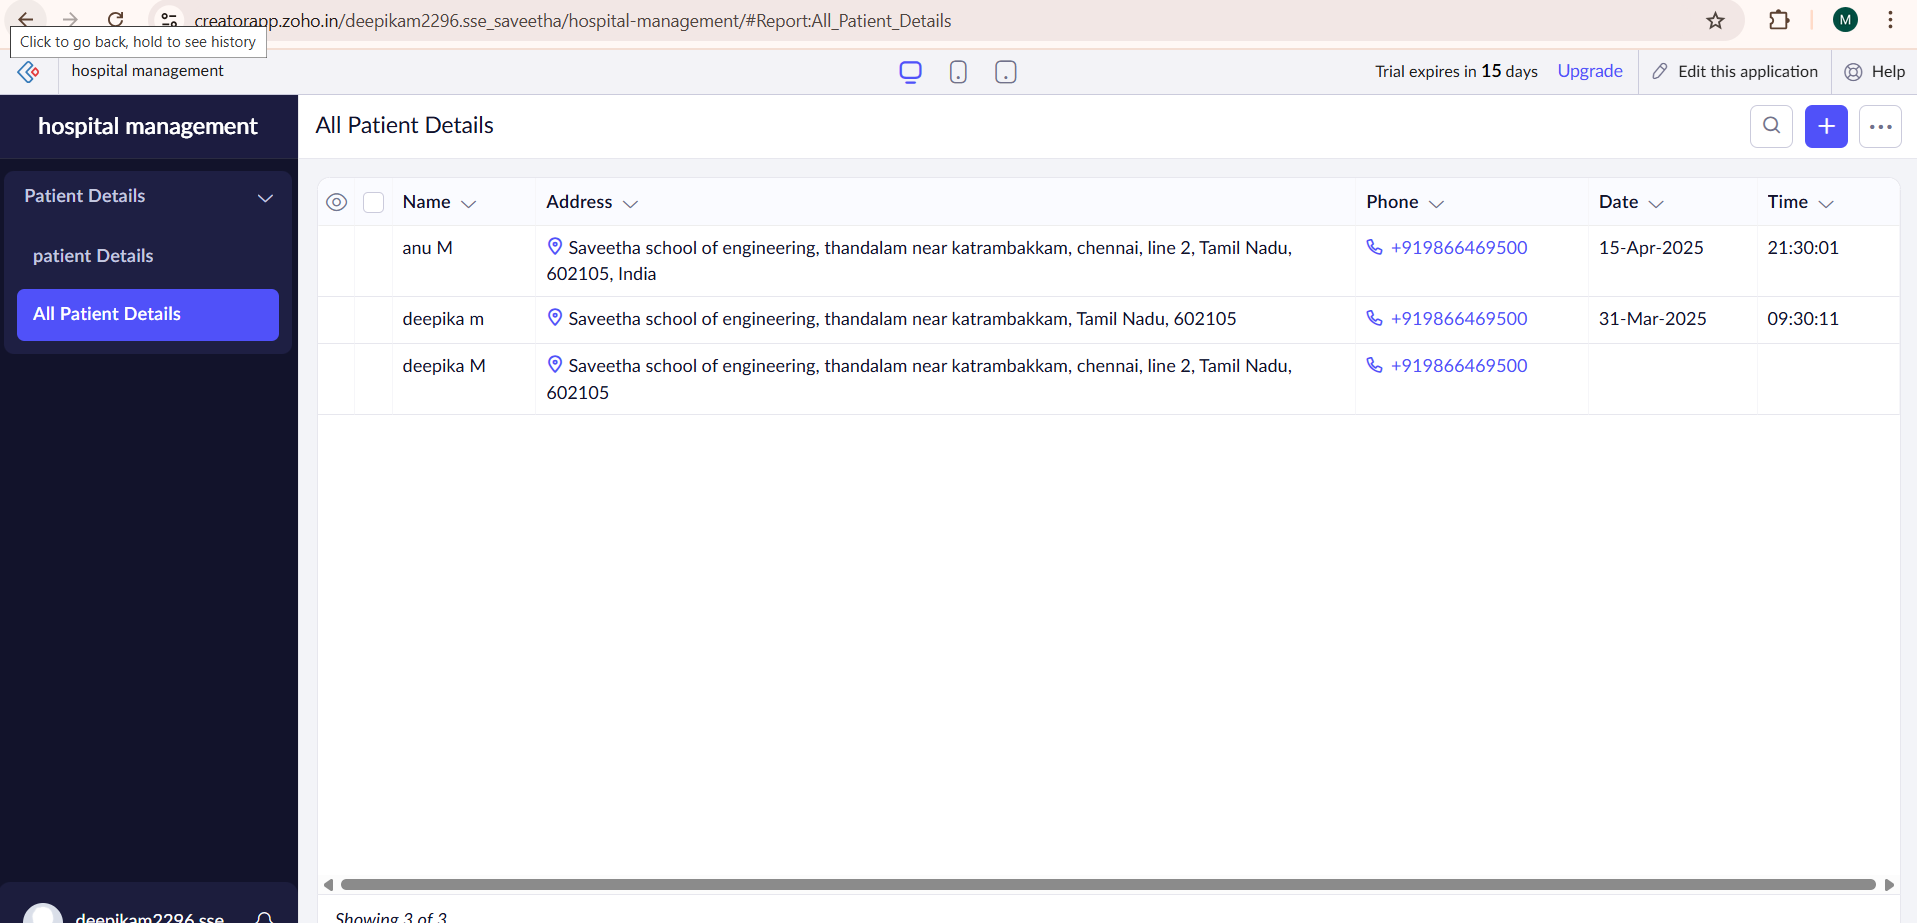 creatorapp.zoho.in/deepikam2296.sse_saveetha/hospital-management/#Report:All_Patient_Details
M
Click to go back, hold to see history
hospital management
Trial expires in 15 days
Upgrade
Edit this application
Help
hospital management
All Patient Details
Patient Details
patient Details
All Patient Details
Name
Address
Phone
Date
Time
anu M
Saveetha school of engineering, thandalam near katrambakkam, chennai, line 2, Tamil Nadu,
602105, India
+919866469500
15-Apr-2025
21:30:01
deepika m
Saveetha school of engineering, thandalam near katrambakkam, Tamil Nadu, 602105
+919866469500
31-Mar-2025
09:30:11
deepika M
Saveetha school of engineering, thandalam near katrambakkam, chennai, line 2, Tamil Nadu,
602105
+919866469500
deepikam2296.sse
Showing 3 of 3